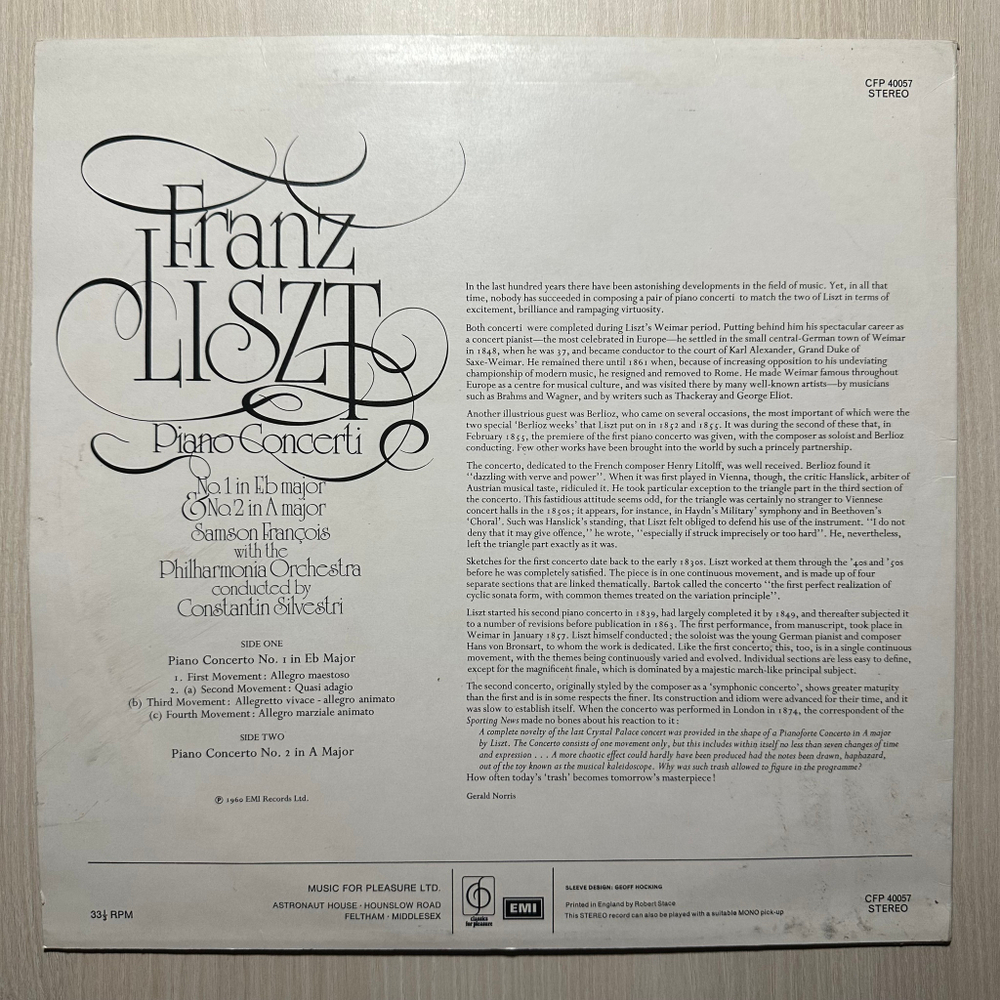 CFP 40057
STEREO
Franz
LISZT
Piano Concerti
No. 1 in Eb major
& No. 2 in A major
Samson François
with the
Philharmonia Orchestra
conducted by
Constantin Silvestri
SIDE ONE
Piano Concerto No. 1 in Eb Major
1. First Movement: Allegro maestoso
2. (a) Second Movement: Quasi adagio
(b) Third Movement: Allegretto vivace - allegro animato
(c) Fourth Movement: Allegro marziale animato
SIDE TWO
Piano Concerto No. 2 in A Major
℗ 1960 EMI Records Ltd.
In the last hundred years there have been astonishing developments in the field of music. Yet, in all that
time, nobody has succeeded in composing a pair of piano concerti to match the two of Liszt in terms of
excitement, brilliance and rampaging virtuosity.
Both concerti were completed during Liszt's Weimar period. Putting behind him his spectacular career as
a concert pianist—the most celebrated in Europe—he settled in the small central-German town of Weimar
in 1848, when he was 37, and became conductor to the court of Karl Alexander, Grand Duke of
Saxe-Weimar. He remained there until 1861 when, because of increasing opposition to his undeviating
championship of modern music, he resigned and removed to Rome. He made Weimar famous throughout
Europe as a centre for musical culture, and was visited there by many well-known artists—by musicians
such as Brahms and Wagner, and by writers such as Thackeray and George Eliot.
Another illustrious guest was Berlioz, who came on several occasions, the most important of which were the
two special 'Berlioz weeks' that Liszt put on in 1852 and 1855. It was during the second of these that, in
February 1855, the premiere of the first piano concerto was given, with the composer as soloist and Berlioz
conducting. Few other works have been brought into the world by such a princely partnership.
The concerto, dedicated to the French composer Henry Litolff, was well received. Berlioz found it
"dazzling with verve and power". When it was first played in Vienna, though, the critic Hanslick, arbiter of
Austrian musical taste, ridiculed it. He took particular exception to the triangle part in the third section of
the concerto. This fastidious attitude seems odd, for the triangle was certainly no stranger to Viennese
concert halls in the 1850s; it appears, for instance, in Haydn's 'Military' symphony and in Beethoven's
'Choral'. Such was Hanslick's standing, that Liszt felt obliged to defend his use of the instrument. "I do not
deny that it may give offence," he wrote, "especially if struck imprecisely or too hard". He, nevertheless,
left the triangle part exactly as it was.
Sketches for the first concerto date back to the early 1830s. Liszt worked at them through the '40s and '50s
before he was completely satisfied. The piece is in one continuous movement, and is made up of four
separate sections that are linked thematically. Bartok called the concerto "the first perfect realization of
cyclic sonata form, with common themes treated on the variation principle".
Liszt started his second piano concerto in 1839, had largely completed it by 1849, and thereafter subjected it
to a number of revisions before publication in 1863. The first performance, from manuscript, took place in
Weimar in January 1857. Liszt himself conducted; the soloist was the young German pianist and composer
Hans von Bronsart, to whom the work is dedicated. Like the first concerto, this, too, is in a single continuous
movement, with the themes being continuously varied and evolved. Individual sections are less easy to define,
except for the magnificent finale, which is dominated by a majestic march-like principal subject.
The second concerto, originally styled by the composer as a 'symphonic concerto', shows greater maturity
than the first and is in some respects the finer. Its construction and idiom were advanced for their time, and it
was slow to establish itself. When the concerto was performed in London in 1874, the correspondent of the
Sporting News made no bones about his reaction to it:
A complete novelty of the last Crystal Palace concert was provided in the shape of a Pianoforte Concerto in A major
by Liszt. The Concerto consists of one movement only, but this includes within itself no less than seven changes of time
and expression . . . A more chaotic effect could hardly have been produced had the notes been drawn, haphazard,
out of the toy known as the musical kaleidoscope. Why was such trash allowed to figure in the programme?
How often today's 'trash' becomes tomorrow's masterpiece!
Gerald Norris
33⅓ RPM
MUSIC FOR PLEASURE LTD.
ASTRONAUT HOUSE · HOUNSLOW ROAD
FELTHAM · MIDDLESEX
Classics
for pleasure
EMI
SLEEVE DESIGN: GEOFF HOCKING
Printed in England by Robert Stace
This STEREO record can also be played with a suitable MONO pick-up
CFP 40057
STEREO